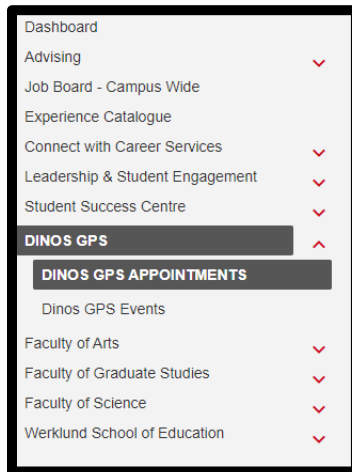 Dashboard
Advising
Job Board - Campus Wide
Experience Catalogue
Connect with Career Services
Leadership & Student Engagement
Student Success Centre
DINOS GPS
DINOS GPS APPOINTMENTS
Dinos GPS Events
Faculty of Arts
Faculty of Graduate Studies
Faculty of Science
Werklund School of Education